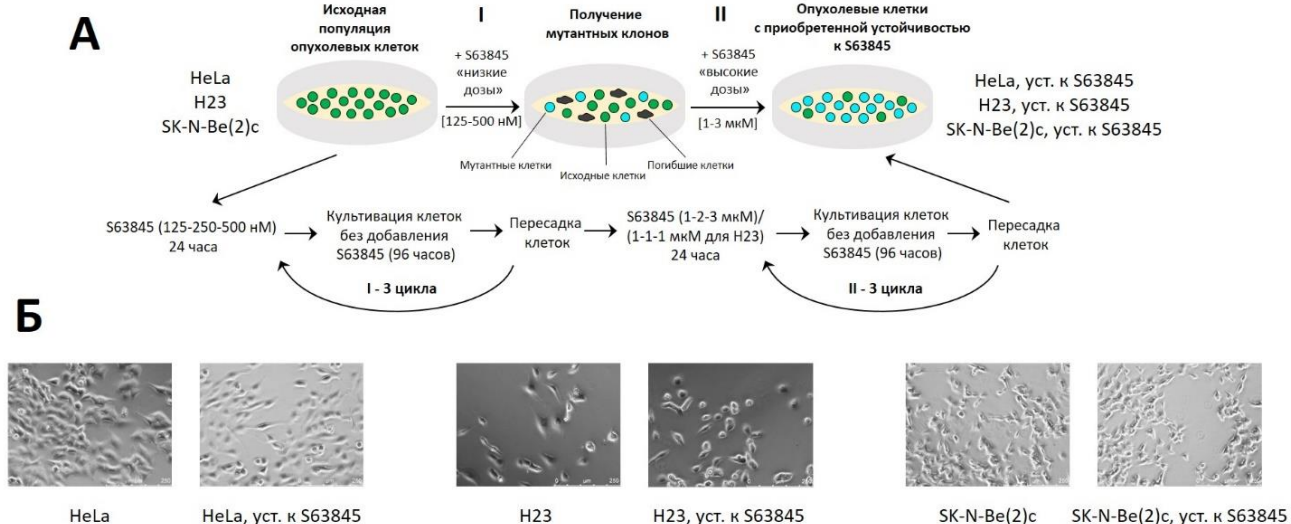 А
Исходная
популяция
опухолевых клеток
I
Получение
мутантных клонов
II
Опухолевые клетки
с приобретенной устойчивостью
к S63845
HeLa
H23
SK-N-Be(2)c
+ S63845
«низкие
дозы»
[125-500 нМ]
+ S63845
«высокие
дозы»
[1-3 мкМ]
HeLa, уст. к S63845
H23, уст. к S63845
SK-N-Be(2)c, уст. к S63845
Мутантные клетки
Исходные клетки
Погибшие клетки
S63845 (125-250-500 нМ)
24 часа
Культивация клеток
без добавления
S63845 (96 часов)
Пересадка
клеток
S63845 (1-2-3 мкМ)/
(1-1-1 мкМ для H23)
24 часа
Культивация клеток
без добавления
S63845 (96 часов)
Пересадка
клеток
I - 3 цикла
II - 3 цикла
Б
HeLa
HeLa, уст. к S63845
H23
H23, уст. к S63845
SK-N-Be(2)c
SK-N-Be(2)c, уст. к S63845